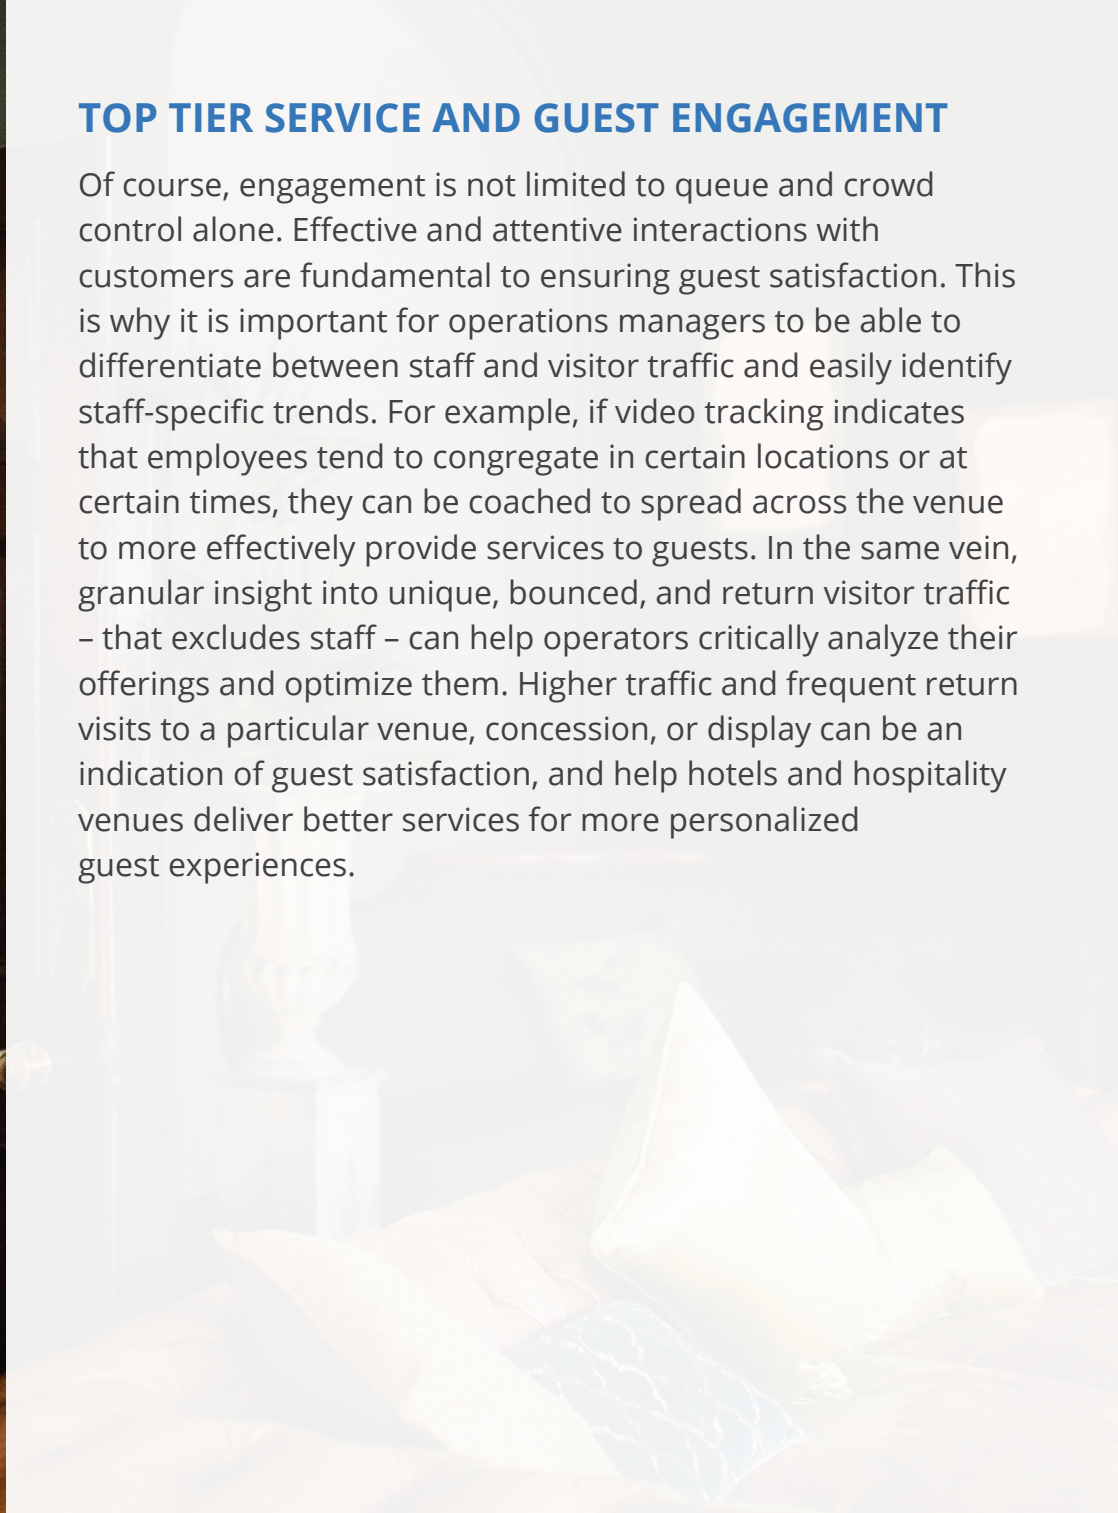 TOP TIER SERVICE AND GUEST ENGAGEMENT
Of course, engagement is not limited to queue and crowd
control alone. Effective and attentive interactions with
customers are fundamental to ensuring guest satisfaction. This
is why it is important for operations managers to be able to
differentiate between staff and visitor traffic and easily identify
staff-specific trends. For example, if video tracking indicates
that employees tend to congregate in certain locations or at
certain times, they can be coached to spread across the venue
to more effectively provide services to guests. In the same vein,
granular insight into unique, bounced, and return visitor traffic
– that excludes staff – can help operators critically analyze their
offerings and optimize them. Higher traffic and frequent return
visits to a particular venue, concession, or display can be an
indication of guest satisfaction, and help hotels and hospitality
venues deliver better services for more personalized
guest experiences.